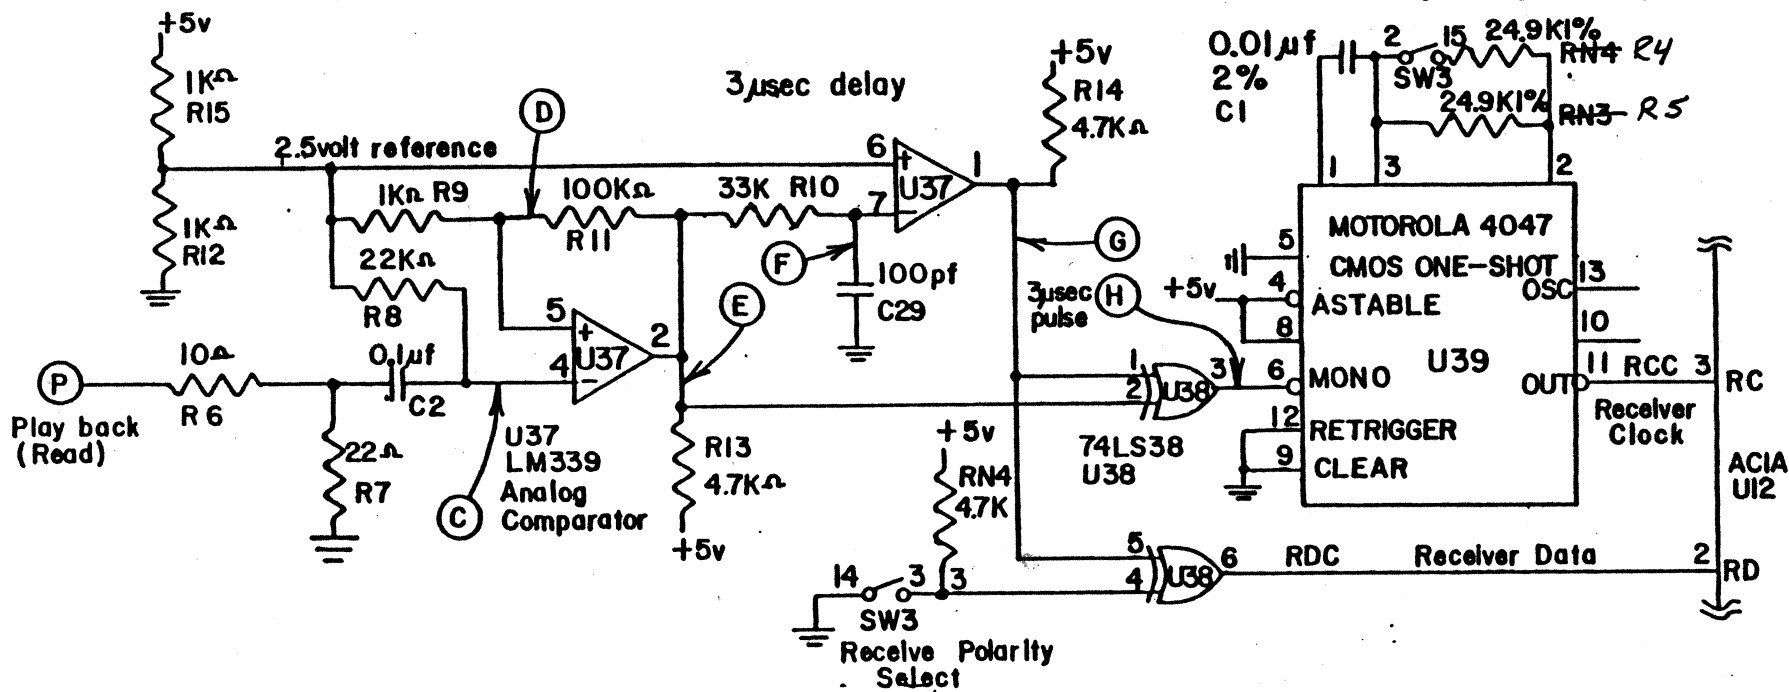 +5v
1KΩ
R15
2.5volt reference
1KΩ
R12
1KΩ R9
D
100KΩ
R11
22KΩ
R8
3µsec delay
33K R10
6
+
7
-
U37
1
+5v
R14
4.7KΩ
F
100pf
C29
E
G
3µsec
pulse
H
5
+
4
-
U37
2
P
Play back
(Read)
10Ω
R6
0.1µf
C2
22Ω
R7
C
U37
LM339
Analog
Comparator
R13
4.7KΩ
+5v
1
2
3
U38
74LS38
U38
+5v
RN4
4.7K
14
3
3
SW3
Receive Polarity
Select
5
4
6
U38
RDC
Receiver Data
2
RD
0.01µf
2%
C1
2
15
SW3
24.9K1%
RN4 R4
24.9K1%
RN3 R5
1
3
2
MOTOROLA 4047
CMOS ONE-SHOT
5
+5v
4
ASTABLE
8
6
MONO
12
RETRIGGER
9
CLEAR
U39
13
OSC
10
11
OUT
RCC
3
RC
Receiver
Clock
ACIA
U12